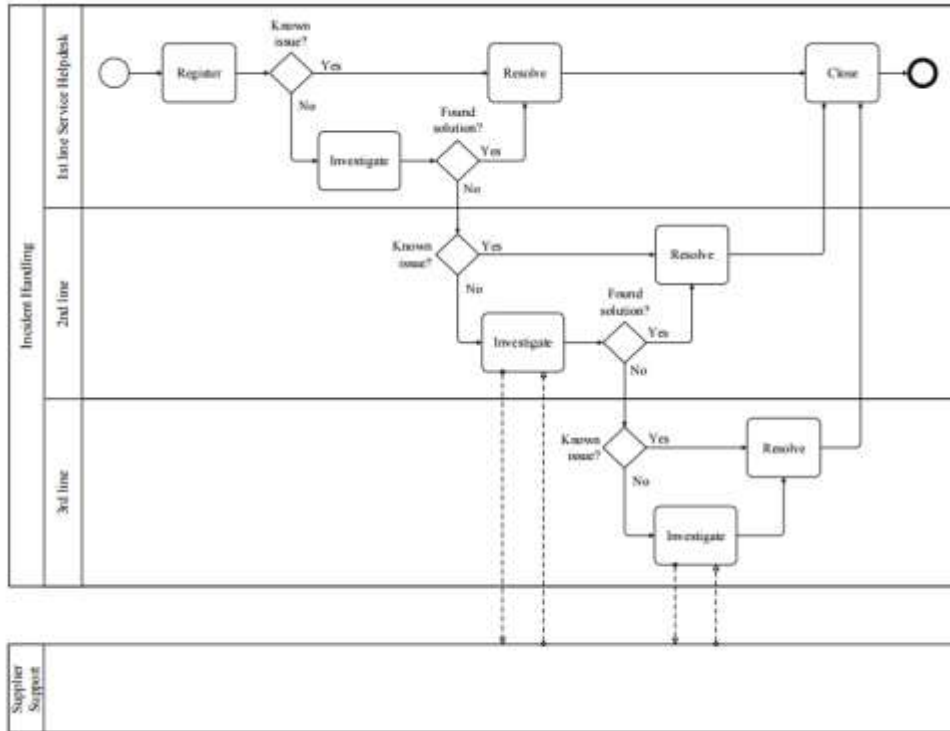 Incident Handling
1st line Service Helpdesk
Register
Known
issue?
Yes
No
Resolve
Close
Investigate
Found
solution?
Yes
No
2nd line
Known
issue?
Yes
No
Resolve
Investigate
Found
solution?
Yes
No
3rd line
Known
issue?
Yes
No
Resolve
Investigate
Supplier
Support